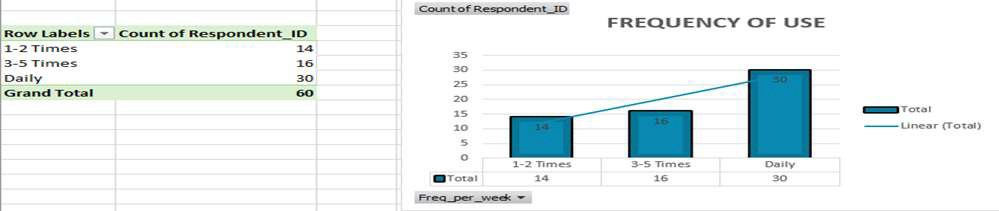 Row Labels Count of Respondent_ID
1-2 Times 14
3-5 Times 16
Daily 30
Grand Total 60
Count of Respondent_ID
FREQUENCY OF USE
35
30
25
20
15
10
5
0
14
16
30
1-2 Times 3-5 Times Daily
Total 14 16 30
Total
Linear (Total)
Freq_per_week